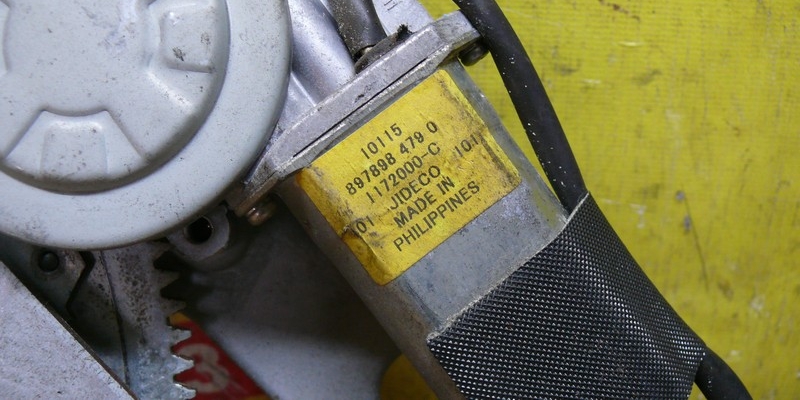 10115
897898 479 0
1172000-C
101
JIDECO
101
MADE IN
PHILIPPINES